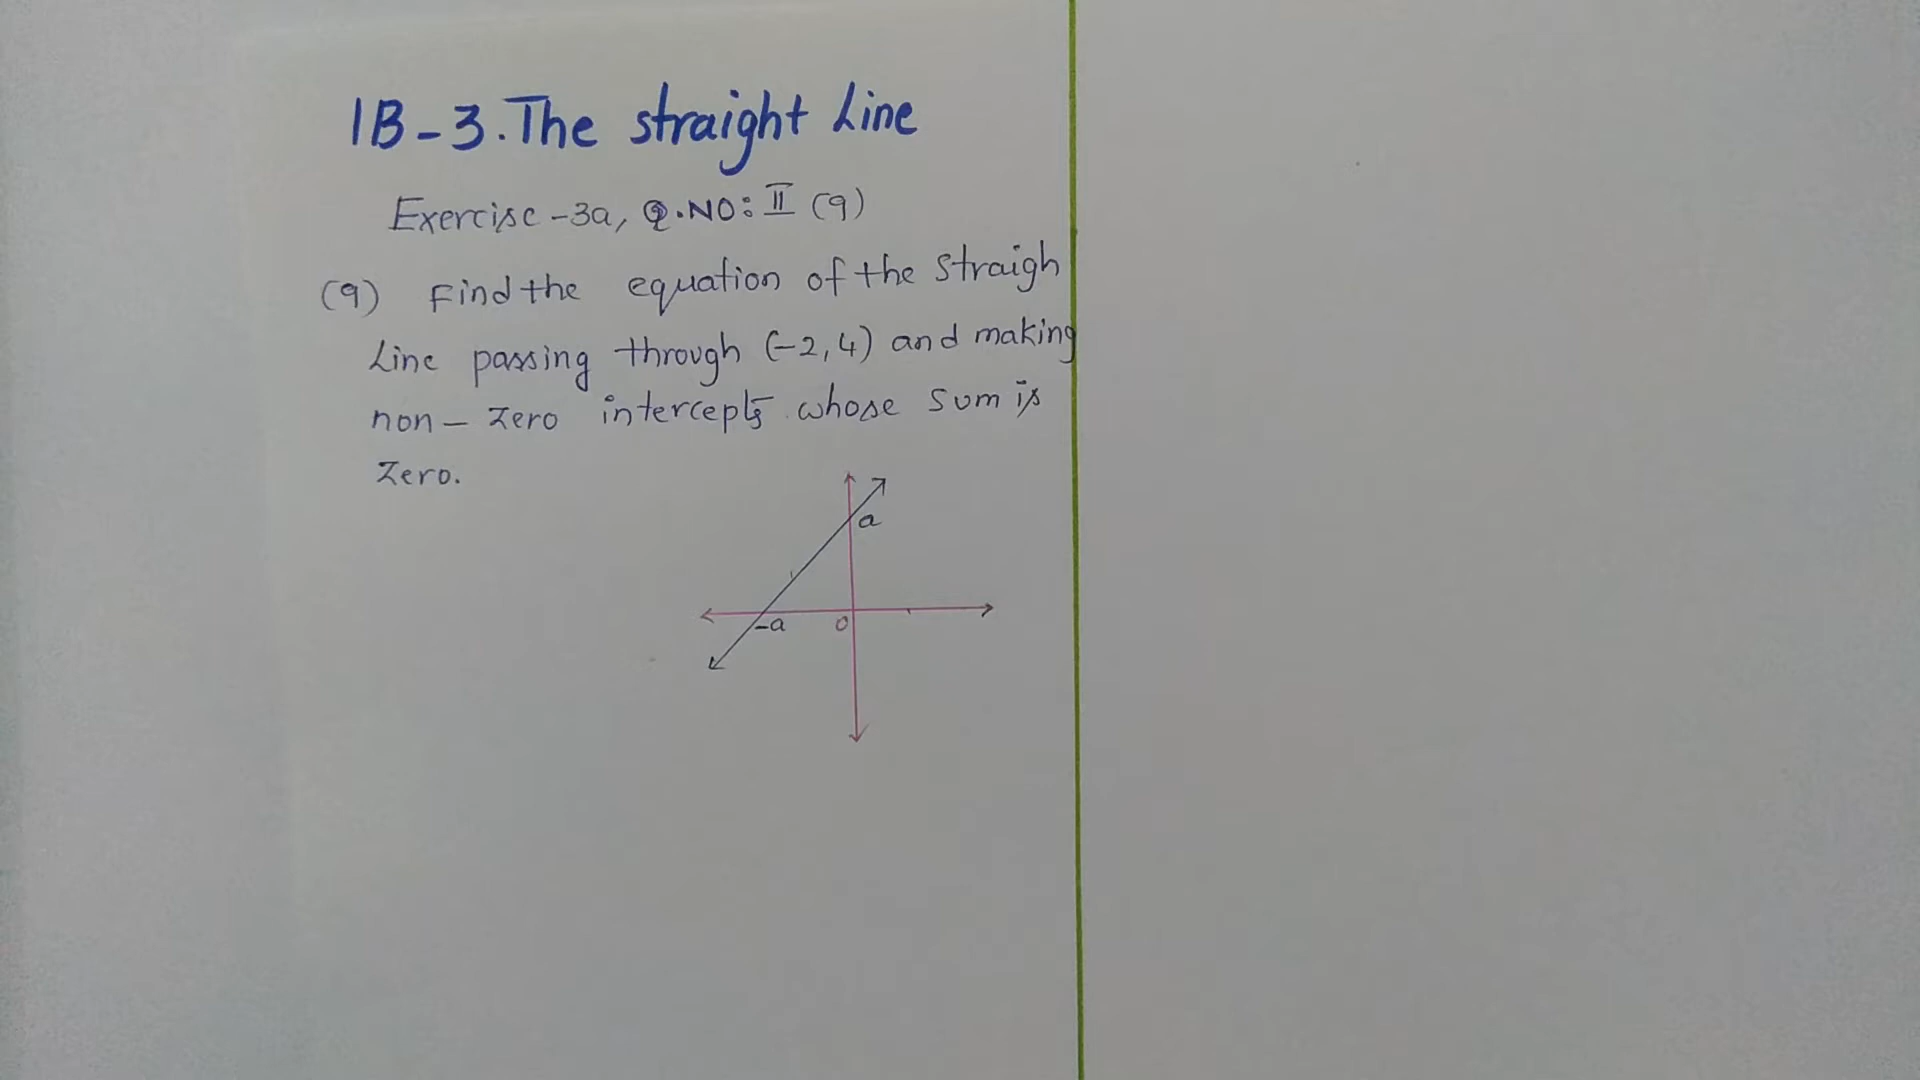 1B-3. The straight Line
Exercise-3a, Q.NO: II (9)
(9) Find the equation of the straigh
Line passing through (-2,4) and making
non-zero intercepts whose sum is
zero.
a
-a 0